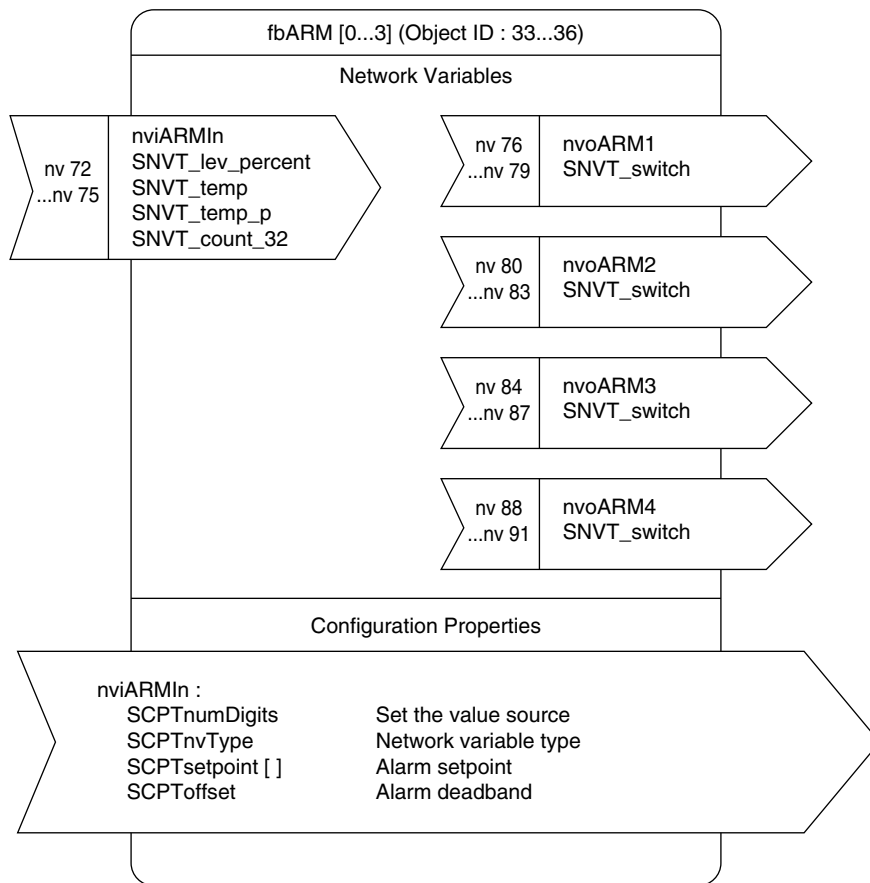 fbARM [0...3] (Object ID : 33...36)
Network Variables
nv 72
...nv 75
nviARMIn
SNVT_lev_percent
SNVT_temp
SNVT_temp_p
SNVT_count_32
nv 76
...nv 79
nvoARM1
SNVT_switch
nv 80
...nv 83
nvoARM2
SNVT_switch
nv 84
...nv 87
nvoARM3
SNVT_switch
nv 88
...nv 91
nvoARM4
SNVT_switch
Configuration Properties
nviARMIn :
SCPTnumDigits Set the value source
SCPTnvType Network variable type
SCPTsetpoint [ ] Alarm setpoint
SCPToffset Alarm deadband